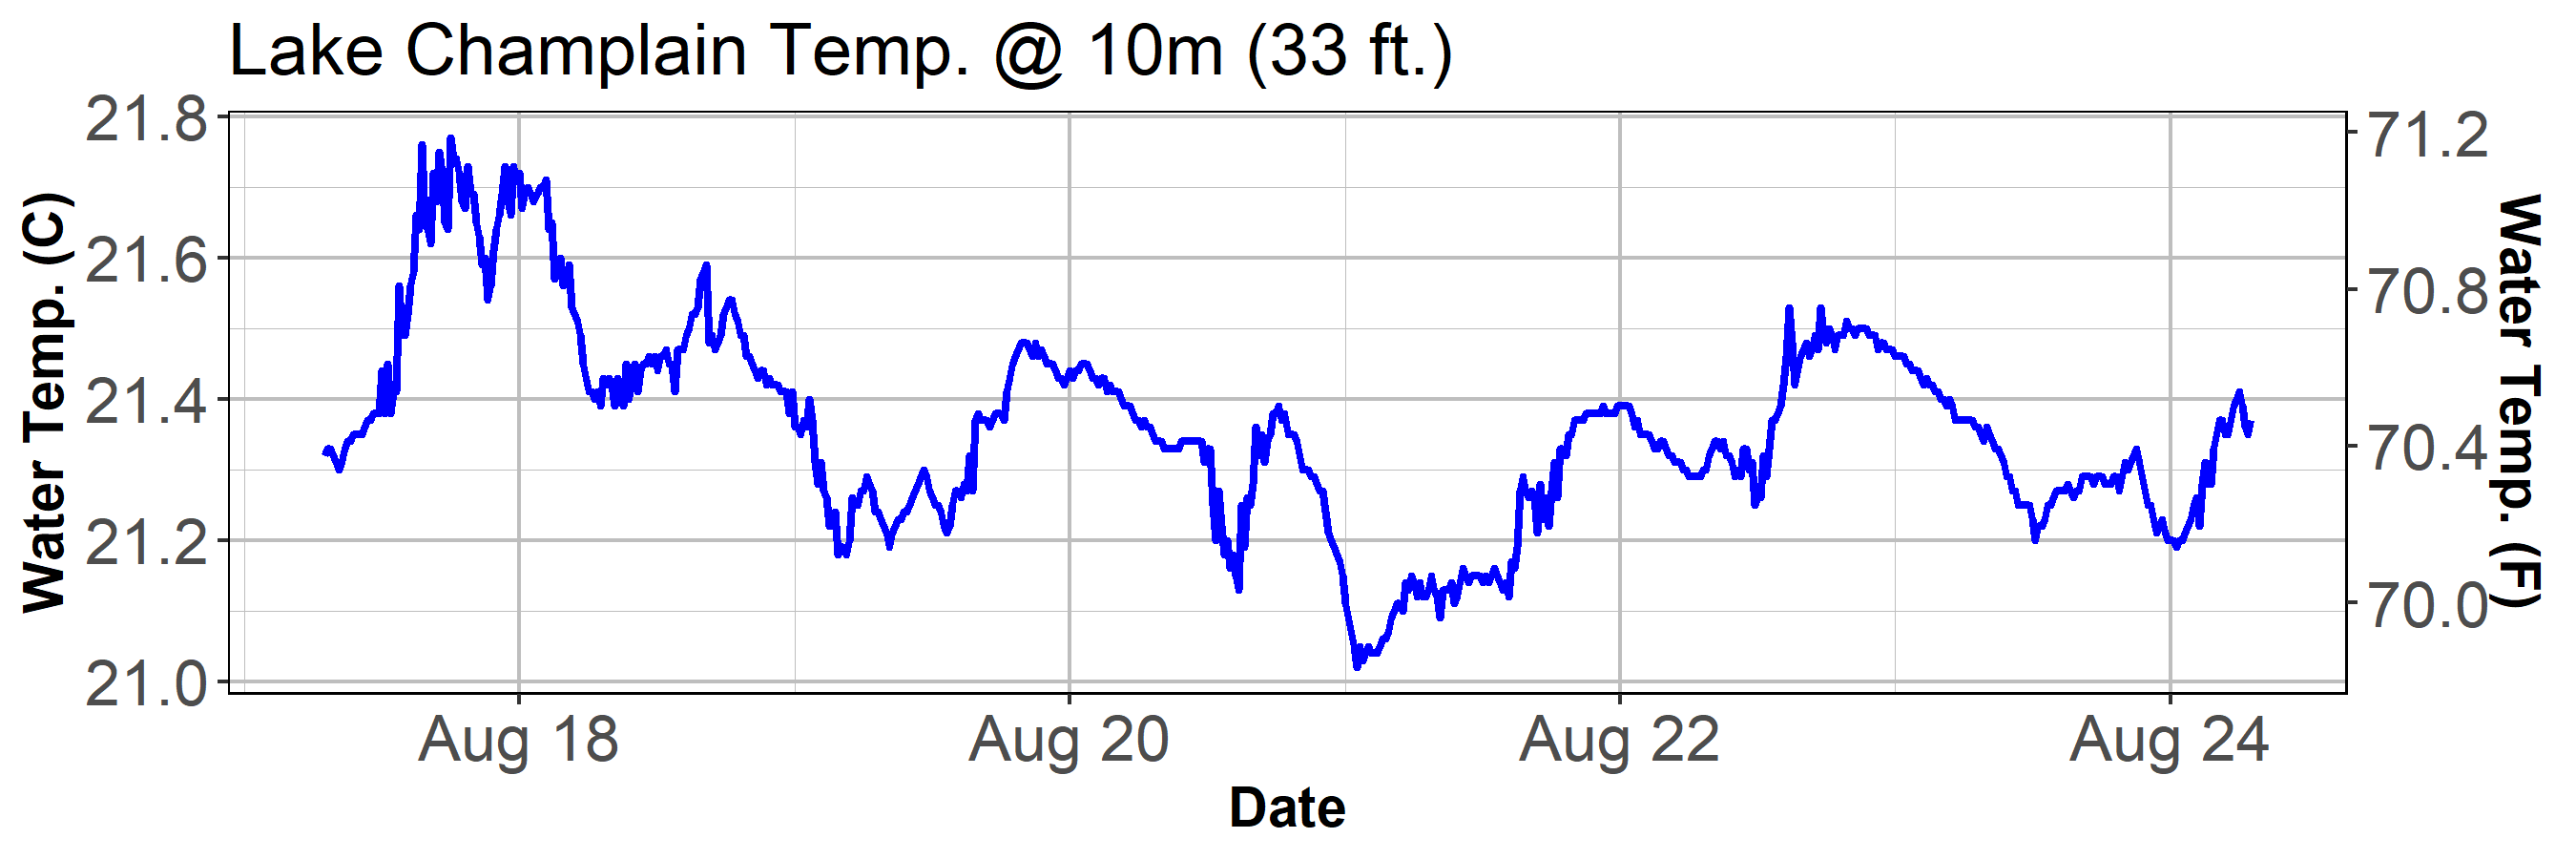 Lake Champlain Temp. @ 10m (33 ft.)
Water Temp. (C)
21.8
21.6
21.4
21.2
21.0
71.2
70.8
70.4
70.0
Water Temp. (F)
Aug 18 Aug 20 Aug 22 Aug 24
Date